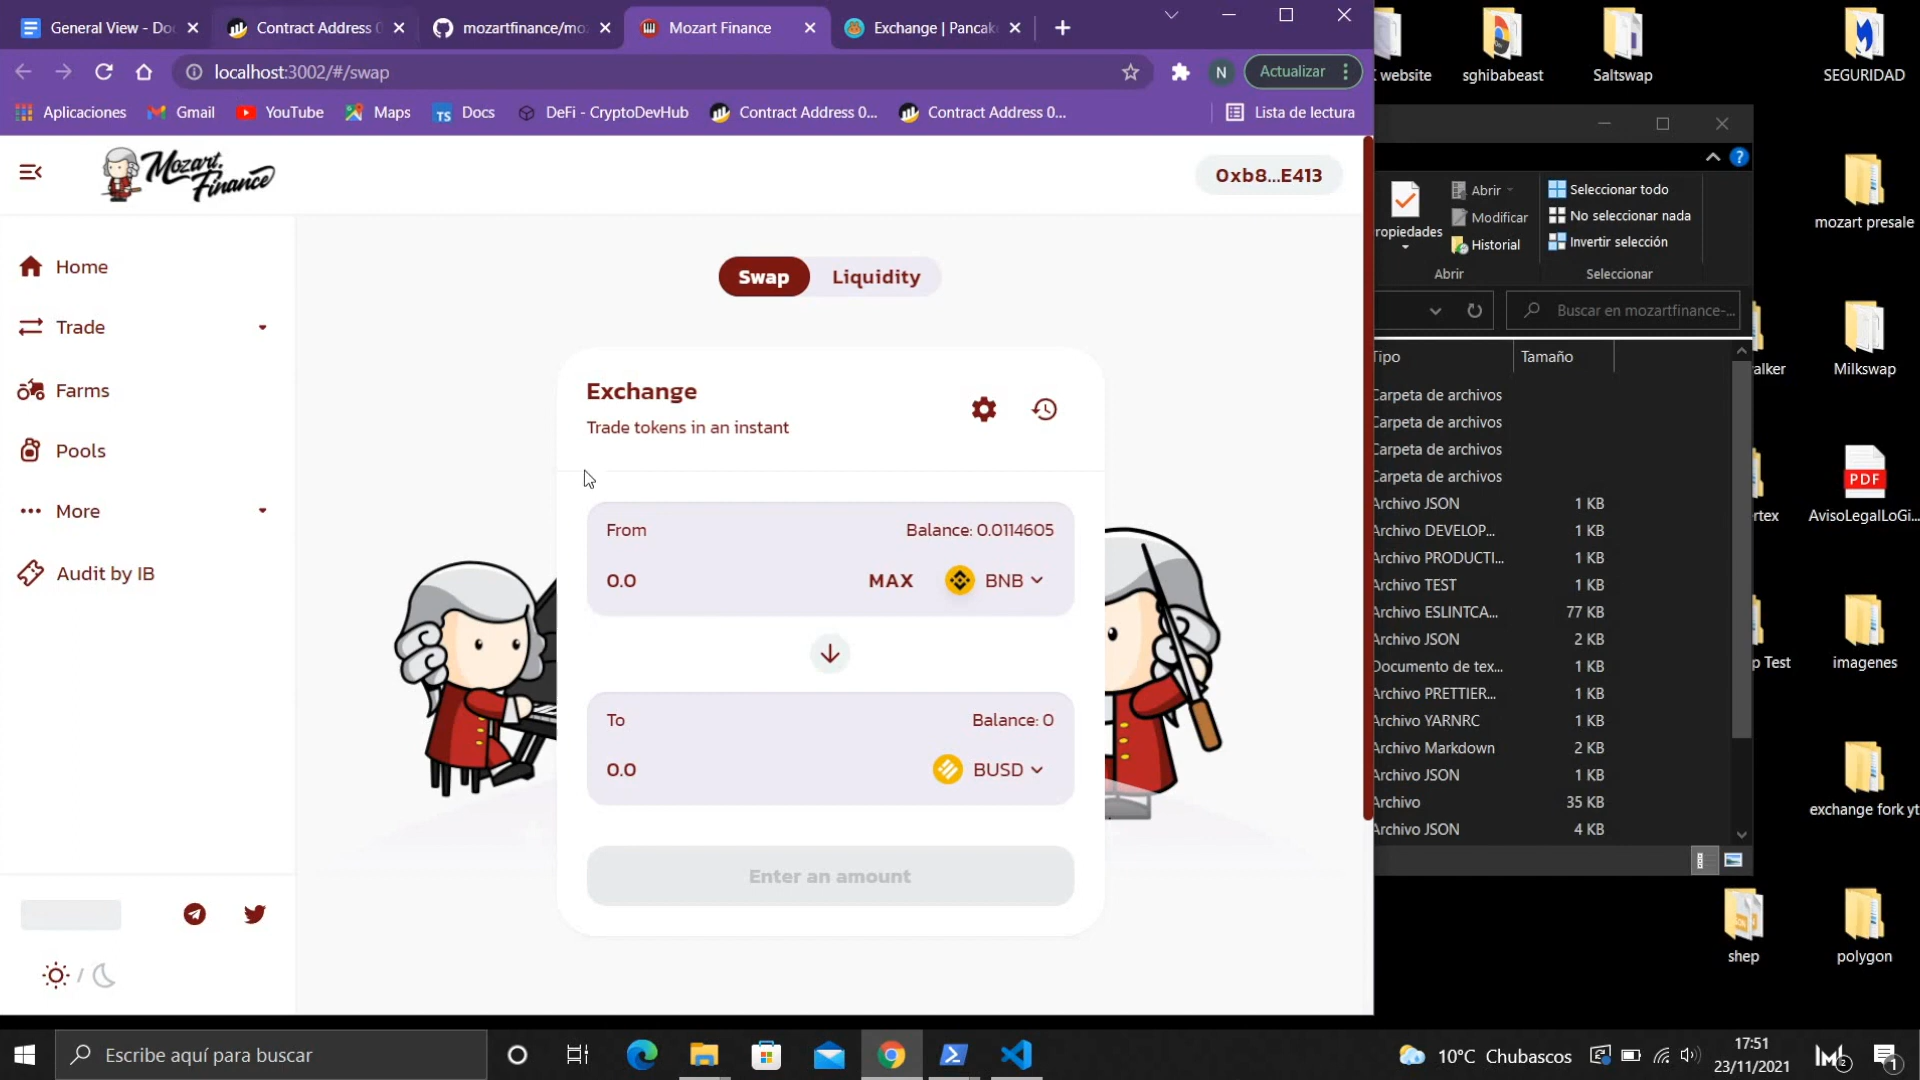 General View - Doc
Contract Address 0
mozartfinance/mo
Mozart Finance
Exchange | Pancak
localhost:3002/#/swap
N
Actualizar
Aplicaciones
Gmail
YouTube
Maps
TS
Docs
DeFi - CryptoDevHub
Contract Address 0...
Contract Address 0...
Lista de lectura
Mozart.
Finance
0xb8...E413
Home
Trade
Farms
Pools
More
Audit by IB
Swap
Liquidity
Exchange
Trade tokens in an instant
From
Balance: 0.0114605
0.0
MAX
BNB
To
Balance: 0
0.0
BUSD
Enter an amount
/
Abrir
Seleccionar todo
Modificar
No seleccionar nada
ropiedades
Historial
Invertir selección
Abrir
Seleccionar
Buscar en mozartfinance-...
Tipo
Tamaño
Carpeta de archivos
Carpeta de archivos
Carpeta de archivos
Carpeta de archivos
Archivo JSON 1 KB
Archivo DEVELOP... 1 KB
Archivo PRODUCTI... 1 KB
Archivo TEST 1 KB
Archivo ESLINTCA... 77 KB
Archivo JSON 2 KB
Documento de tex... 1 KB
Archivo PRETTIER... 1 KB
Archivo YARNRC 1 KB
Archivo Markdown 2 KB
Archivo JSON 1 KB
Archivo 35 KB
Archivo JSON 4 KB
website
sghibabeast
Saltswap
SEGURIDAD
mozart presale
alker
Milkswap
PDF
rtex
AvisoLegalLoGi...
p Test
imagenes
exchange fork yt
shep
polygon
Escribe aquí para buscar
10°C Chubascos
17:51
23/11/2021
2
1